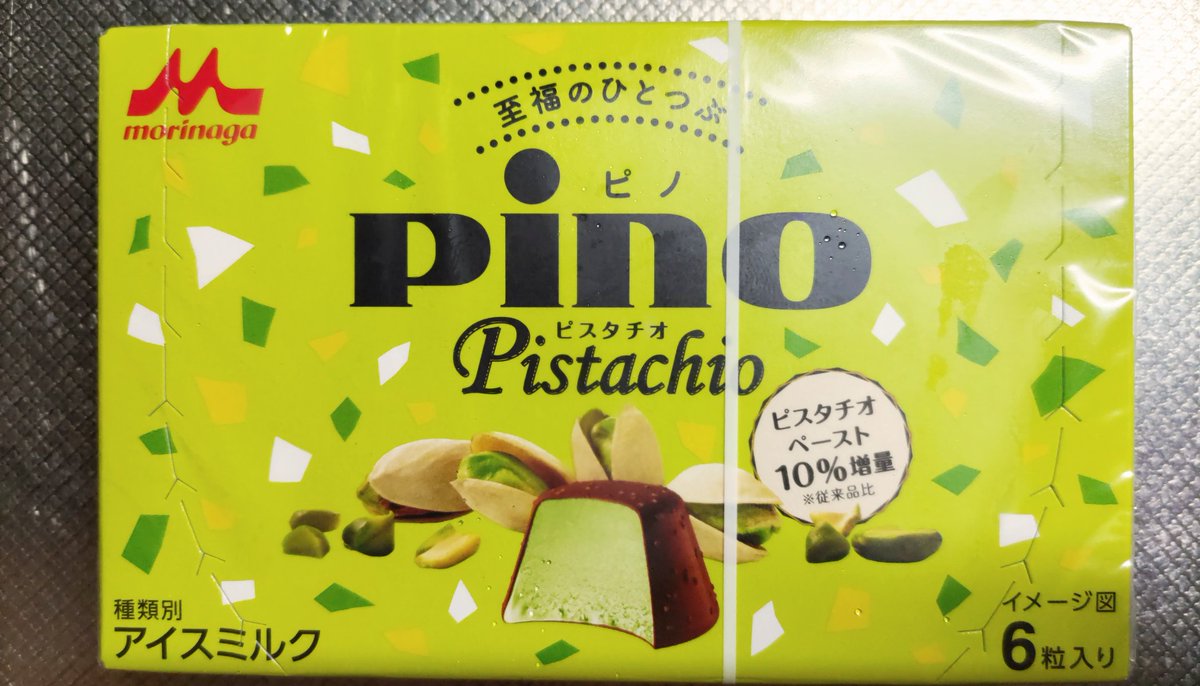 morinaga
至福のひとつぶ
ピノ
pino
ピスタチオ
Pistachio
ピスタチオ
ペースト
10%増量
※従来品比
種類別
アイスミルク
イメージ図
6粒入り